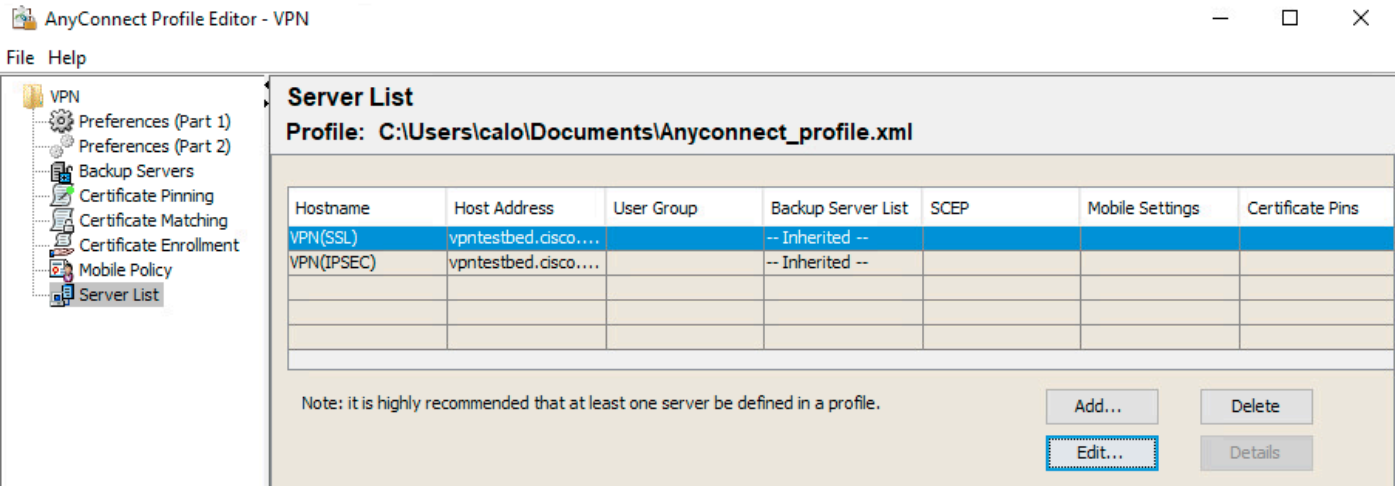 AnyConnect Profile Editor - VPN
File Help
VPN
Preferences (Part 1)
Preferences (Part 2)
Backup Servers
Certificate Pinning
Certificate Matching
Certificate Enrollment
Mobile Policy
Server List
Server List
Profile: C:\Users\calo\Documents\Anyconnect_profile.xml
Hostname Host Address User Group Backup Server List SCEP Mobile Settings Certificate Pins
VPN(SSL) vpntestbed.cisco.... -- Inherited --
VPN(IPSEC) vpntestbed.cisco.... -- Inherited --
Note: it is highly recommended that at least one server be defined in a profile.
Add... Delete
Edit... Details